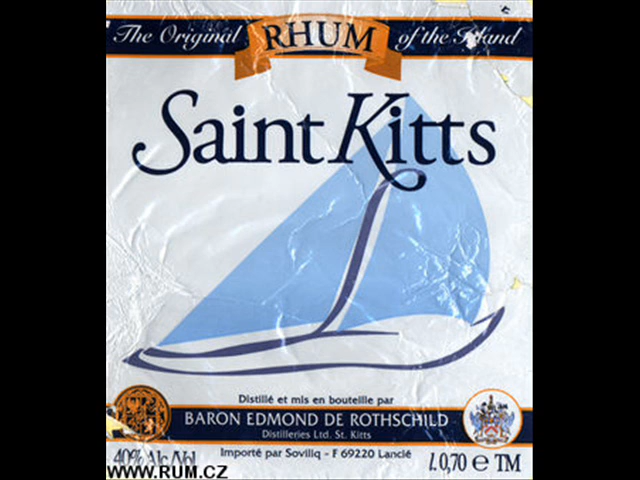 The Original RHUM of the Island
Saint Kitts
Distillé et mis en bouteille par
BARON EDMOND DE ROTHSCHILD
Distilleries Ltd. St. Kitts
40% Alc/Vol
Importé par Soviliq - F 69220 Lancié
l. 0,70 e TM
WWW.RUM.CZ